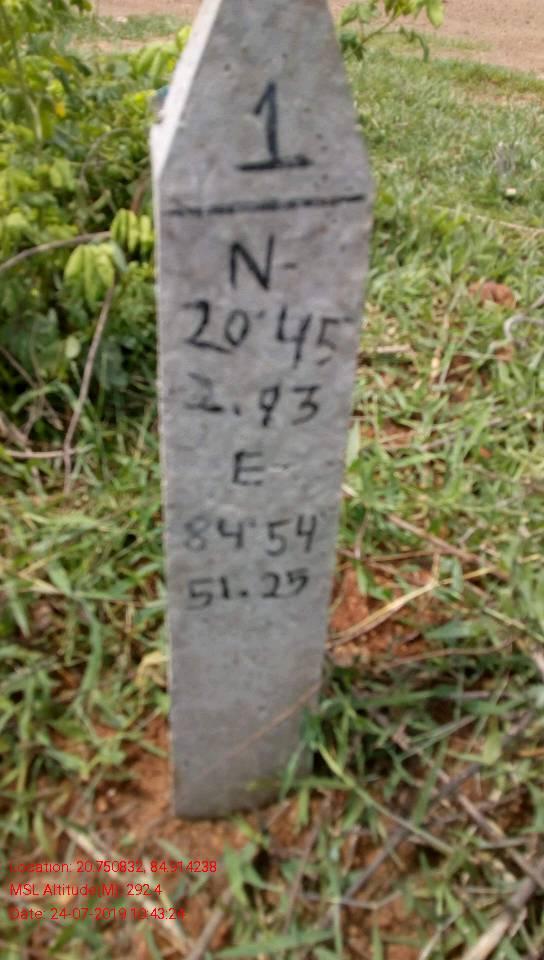 1
N-
20°45'
2.93
E-
84°54'
51.25
Location: 20.750832, 84.914238
MSL Altitude(M): 292.4
Date: 24-07-2019 10:43:24